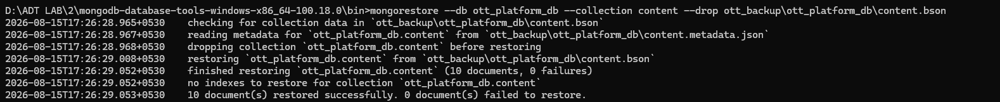 D:\ADT LAB\2\mongodb-database-tools-windows-x86_64-100.18.0\bin>mongorestore --db ott_platform_db --collection content --drop ott_backup\ott_platform_db\content.bson
2026-08-15T17:26:28.965+0530    checking for collection data in `ott_backup\ott_platform_db\content.bson`
2026-08-15T17:26:28.967+0530    reading metadata for `ott_platform_db.content` from `ott_backup\ott_platform_db\content.metadata.json`
2026-08-15T17:26:28.968+0530    dropping collection `ott_platform_db.content` before restoring
2026-08-15T17:26:29.008+0530    restoring `ott_platform_db.content` from `ott_backup\ott_platform_db\content.bson`
2026-08-15T17:26:29.052+0530    finished restoring `ott_platform_db.content` (10 documents, 0 failures)
2026-08-15T17:26:29.052+0530    no indexes to restore for collection `ott_platform_db.content`
2026-08-15T17:26:29.053+0530    10 document(s) restored successfully. 0 document(s) failed to restore.